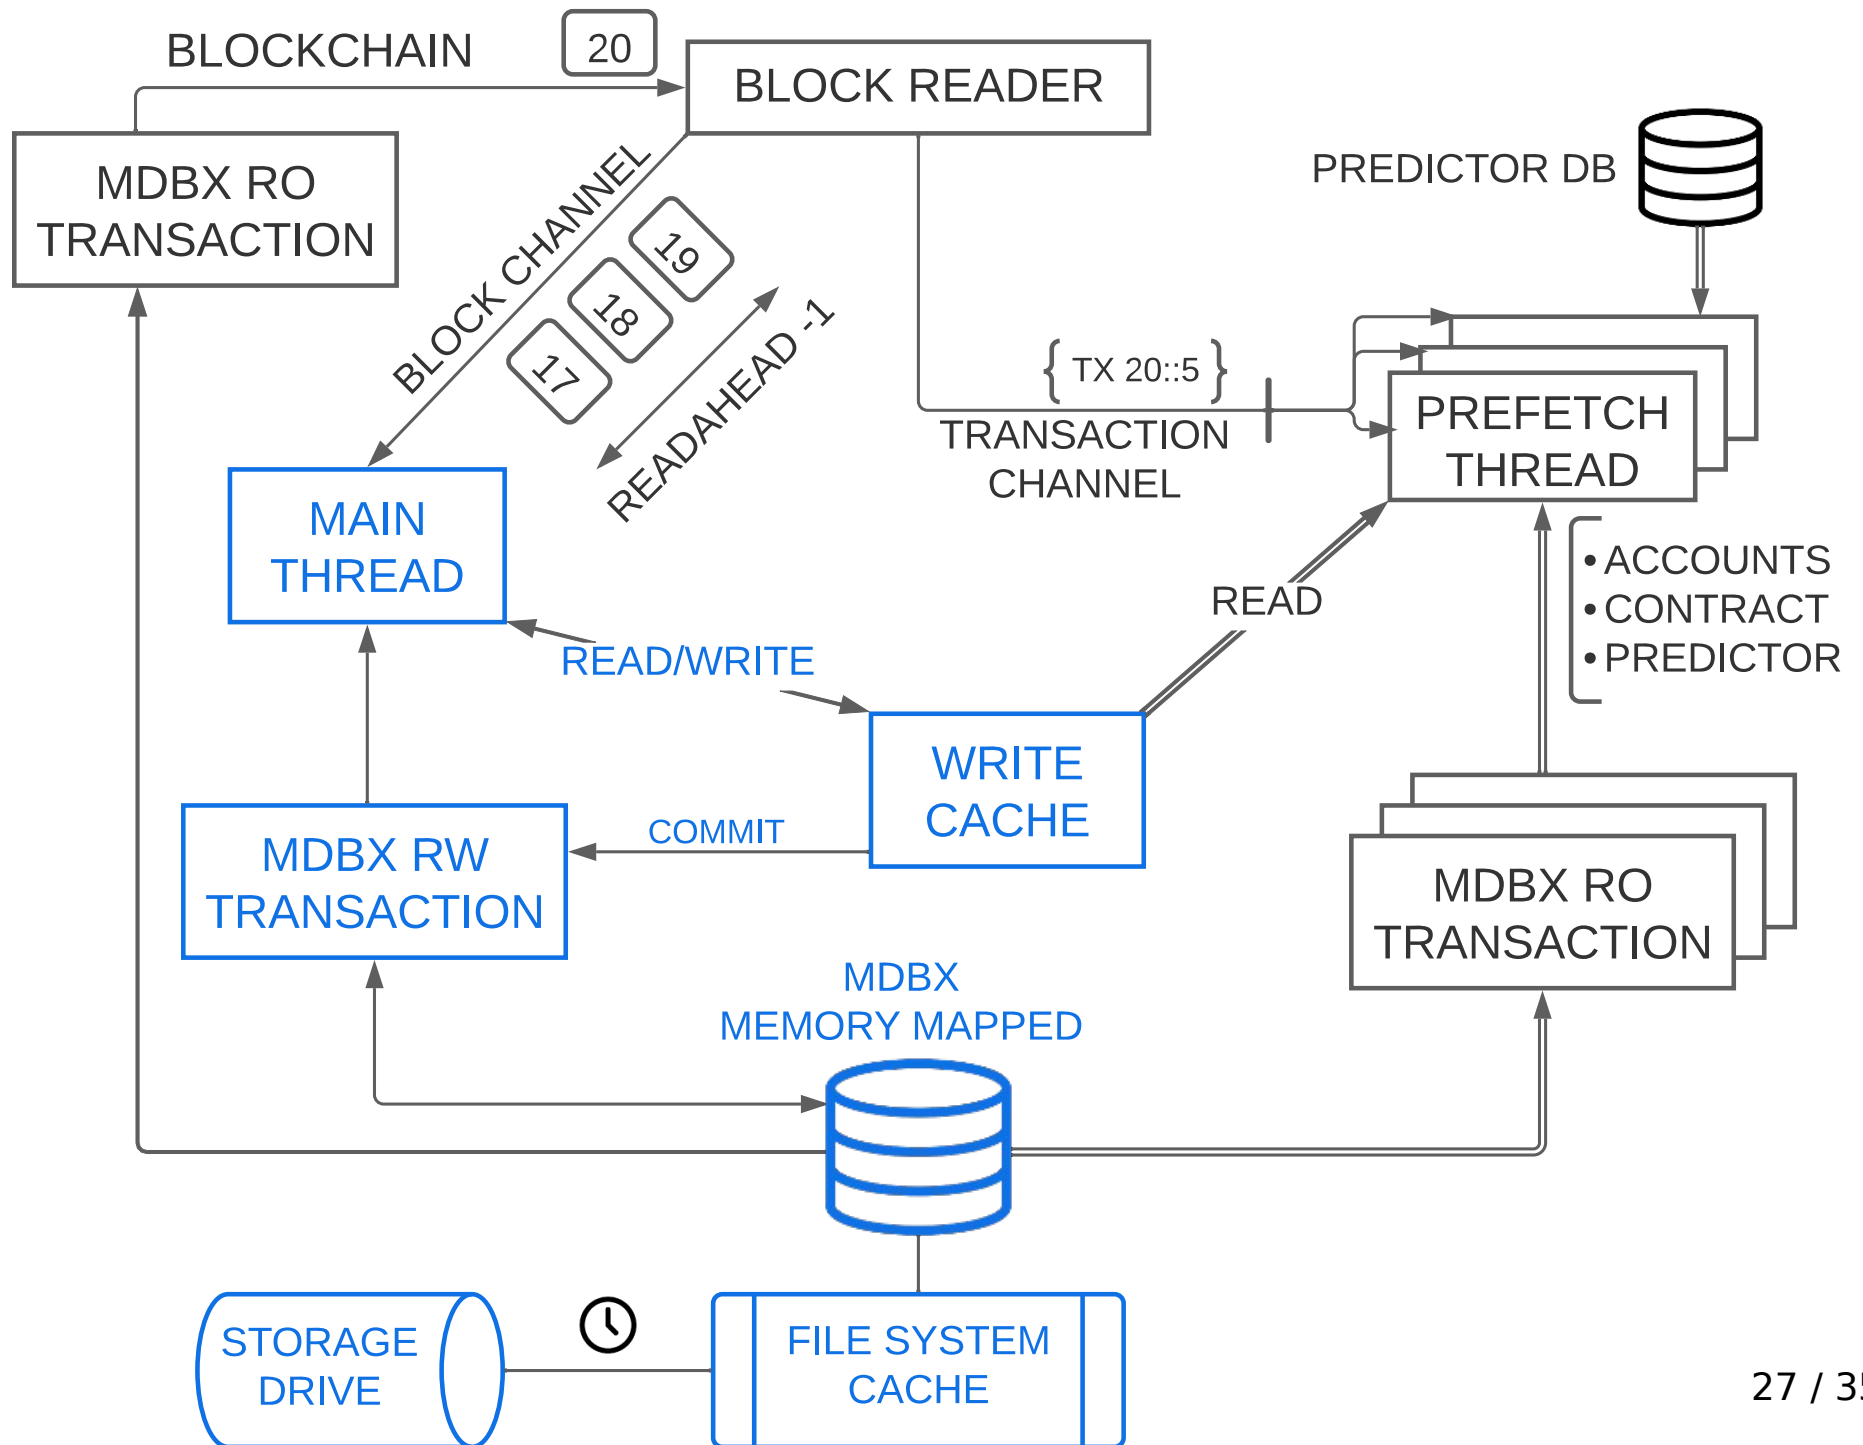 BLOCKCHAIN
20
BLOCK READER
MDBX RO
TRANSACTION
PREDICTOR DB
BLOCK CHANNEL
19
18
17
READAHEAD -1
{ TX 20::5 }
TRANSACTION
CHANNEL
PREFETCH
THREAD
MAIN
THREAD
• ACCOUNTS
• CONTRACT
• PREDICTOR
READ
READ/WRITE
WRITE
CACHE
COMMIT
MDBX RW
TRANSACTION
MDBX RO
TRANSACTION
MDBX
MEMORY MAPPED
STORAGE
DRIVE
FILE SYSTEM
CACHE
27 / 35